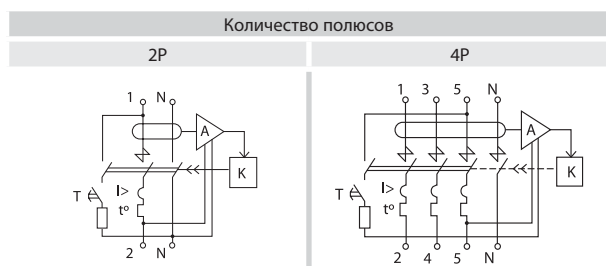 Количество полюсов
2P 4P
1 N 1 3 5 N
A A
K K
T I> T I>
t° t°
2 N 2 4 5 N